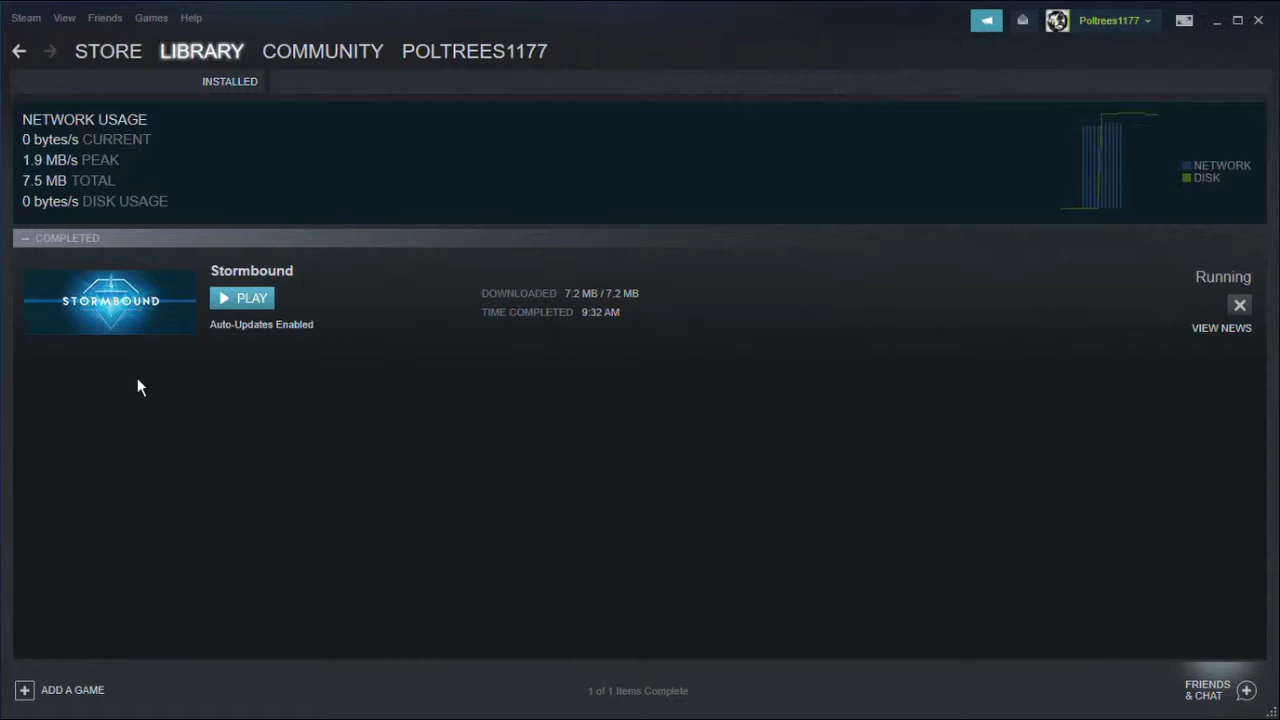 Steam View Friends Games Help
Poltrees1177
STORE LIBRARY COMMUNITY POLTREES1177
INSTALLED
NETWORK USAGE
0 bytes/s CURRENT
1.9 MB/s PEAK
7.5 MB TOTAL
0 bytes/s DISK USAGE
NETWORK
DISK
COMPLETED
STORMBOUND
Stormbound
PLAY
Auto-Updates Enabled
DOWNLOADED 7.2 MB / 7.2 MB
TIME COMPLETED 9:32 AM
Running
VIEW NEWS
ADD A GAME
1 of 1 Items Complete
FRIENDS
& CHAT